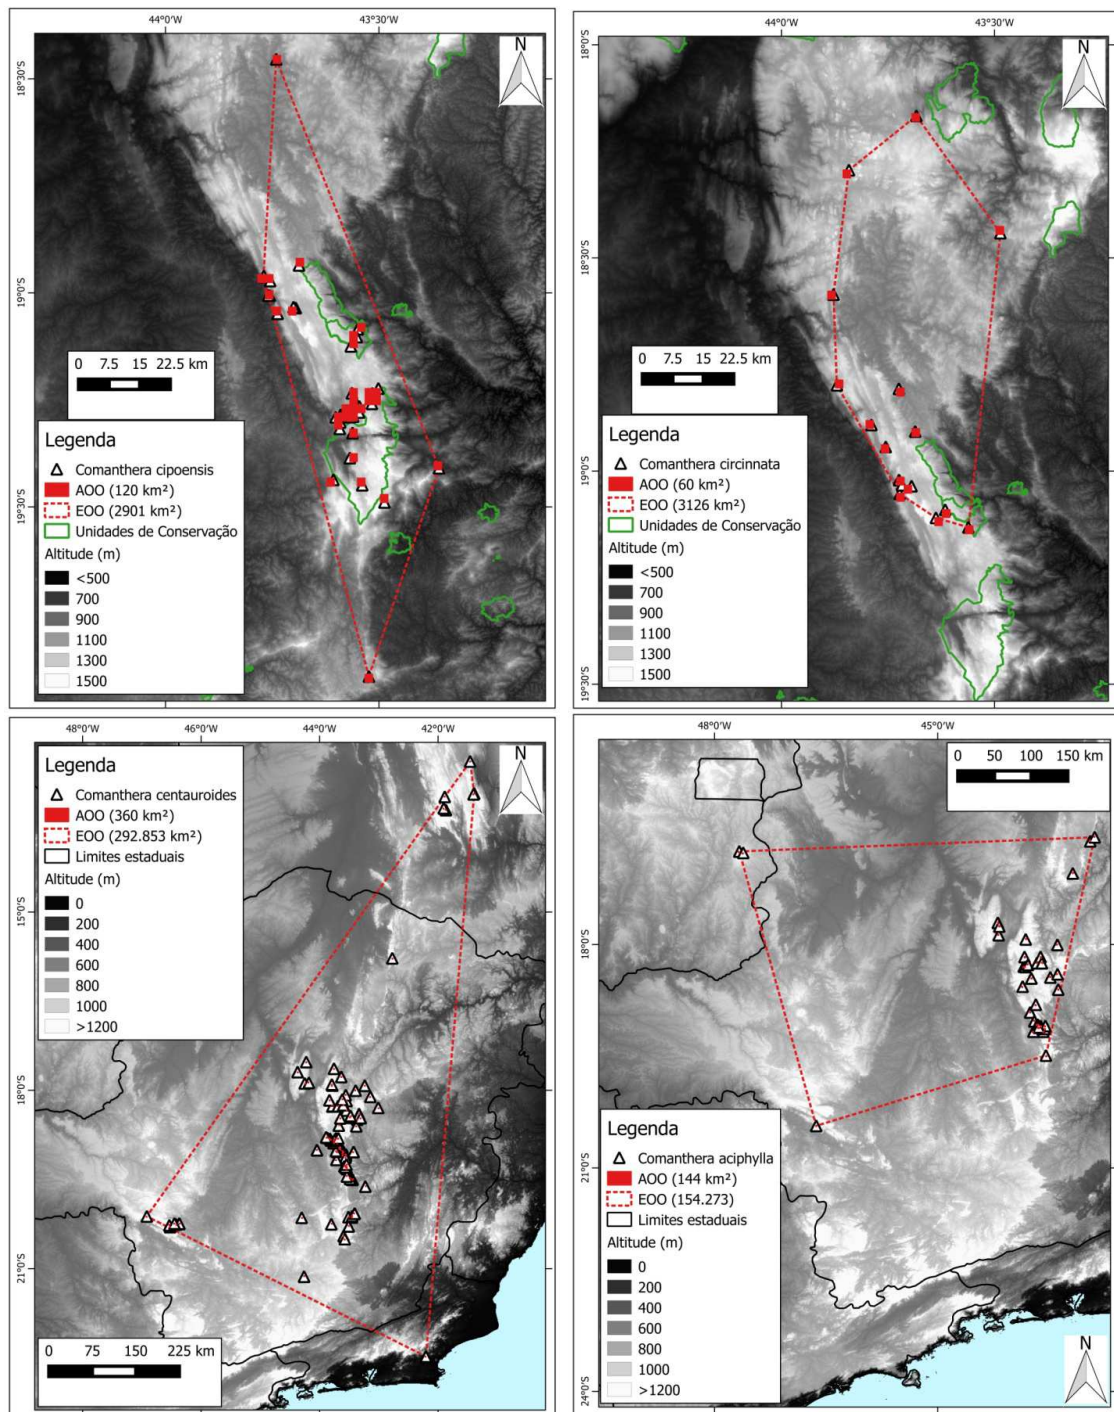 44°0'W 43°30'W
18°30'S
19°0'S
19°30'S
N
0 7.5 15 22.5 km
Legenda
Comanthera cipoensis
AOO (120 km²)
EOO (2901 km²)
Unidades de Conservação
Altitude (m)
<500
700
900
1100
1300
1500
44°0'W 43°30'W
18°0'S
18°30'S
19°0'S
19°30'S
N
0 7.5 15 22.5 km
Legenda
Comanthera circinnata
AOO (60 km²)
EOO (3126 km²)
Unidades de Conservação
Altitude (m)
<500
700
900
1100
1300
1500
48°0'W 46°0'W 44°0'W 42°0'W
15°0'S
18°0'S
21°0'S
N
Legenda
Comanthera centauroides
AOO (360 km²)
EOO (292.853 km²)
Limites estaduais
Altitude (m)
0
200
400
600
800
1000
>1200
0 75 150 225 km
48°0'W 45°0'W
18°0'S
21°0'S
24°0'S
0 50 100 150 km
Legenda
Comanthera aciphylla
AOO (144 km²)
EOO (154.273)
Limites estaduais
Altitude (m)
0
200
400
600
800
1000
>1200
N